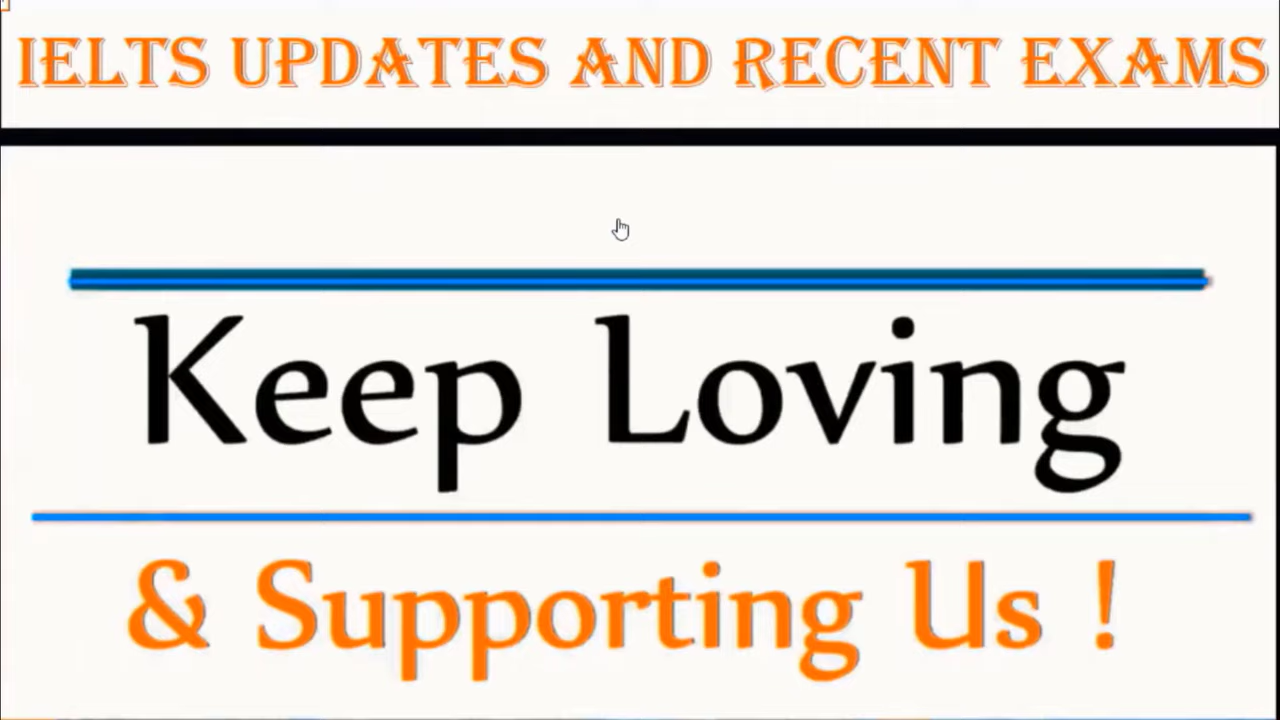 IELTS UPDATES AND RECENT EXAMS
Keep Loving
& Supporting Us !